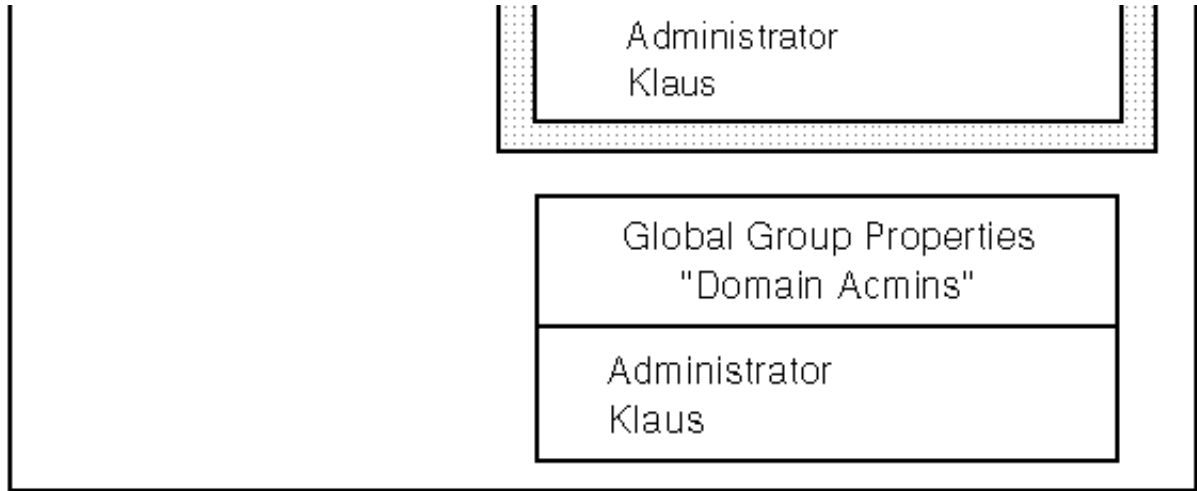 Administrator
Klaus
Global Group Properties
"Domain Acmins"
Administrator
Klaus